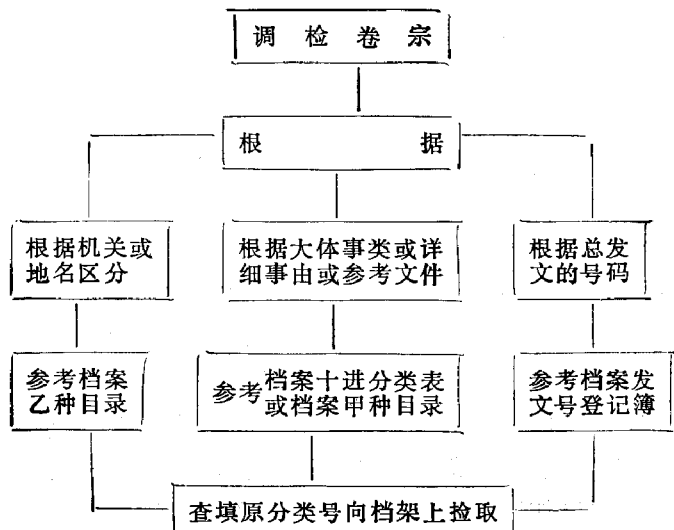 调检卷宗
根据
根据机关或
地名区分
根据大体事类或详
细事由或参考文件
根据总发
文的号码
参考档案
乙种目录
参考档案十进分类表
或档案甲种目录
参考档案发
文号登记簿
查填原分类号向档架上捡取